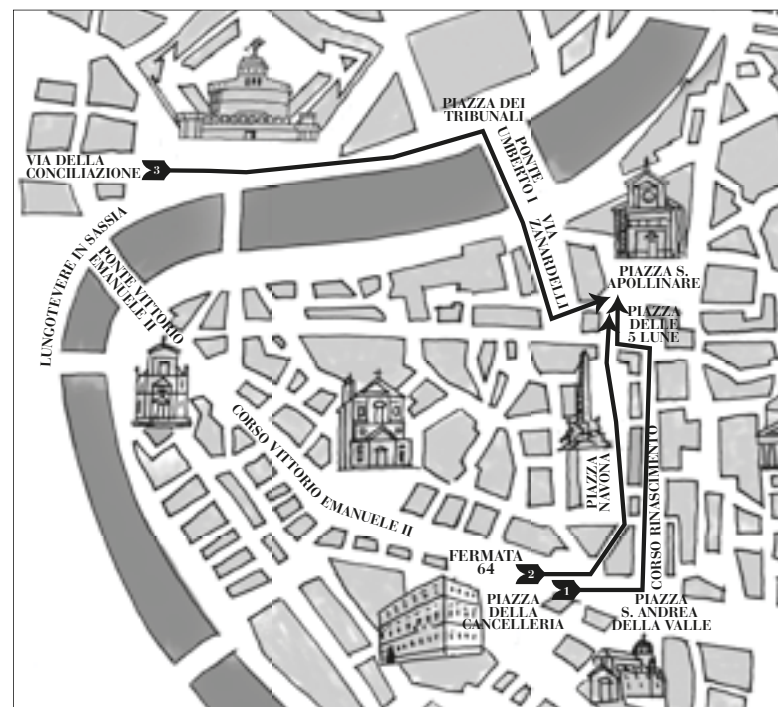 PIAZZA DEI
TRIBUNALI
VIA DELLA
CONCILIAZIONE
3
PONTE
UMBERTO I
VIA
ZANARDELLI
LUNGOTEVERE IN SASSIA
PONTE VITTORIO
EMANUELE II
PIAZZA S.
APOLLINARE
PIAZZA
DELLE
5 LUNE
CORSO VITTORIO EMANUELE II
PIAZZA
NAVONA
CORSO RINASCIMENTO
FERMATA
64
2
1
PIAZZA
DELLA
CANCELLERIA
PIAZZA
S. ANDREA
DELLA VALLE